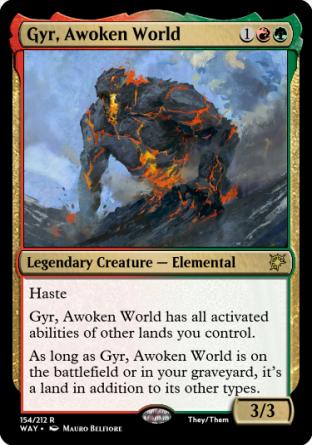 Gyr, Awoken World 1
Legendary Creature — Elemental
Haste
Gyr, Awoken World has all activated
abilities of other lands you control.
As long as Gyr, Awoken World is on
the battlefield or in your graveyard, it's
a land in addition to its other types.
3/3
154/212 R They/Them
WAY • Mauro Belfiore